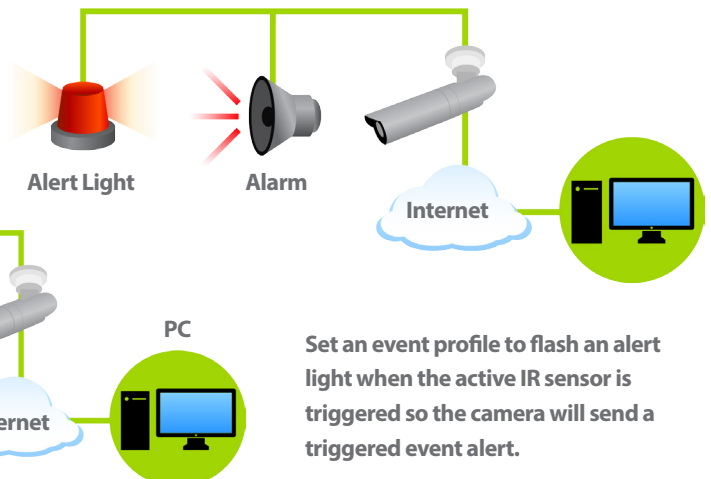 Alert Light
Alarm
Internet
PC
ernet
Set an event profile to flash an alert
light when the active IR sensor is
triggered so the camera will send a
triggered event alert.